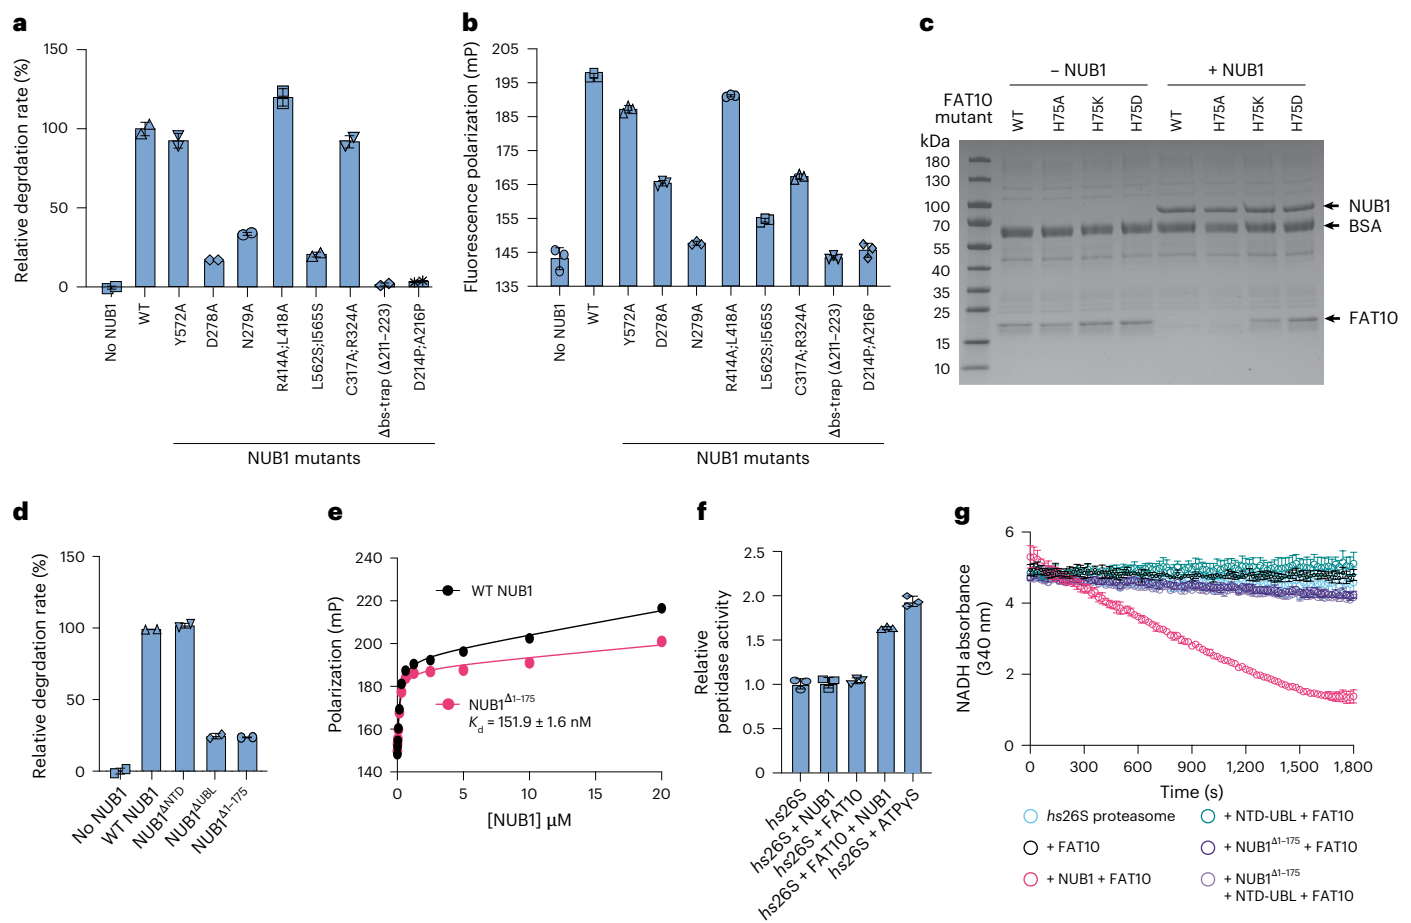 a
Relative degrdation rate (%)
150
100
50
0
No NUB1
WT
Y572A
D278A
N279A
R414A;L418A
L562S;I565S
C317A;R324A
Δbs-trap (Δ211–223)
D214P;A216P
NUB1 mutants
b
Fluorescence polarization (mP)
205
195
185
175
165
155
145
135
No NUB1
WT
Y572A
D278A
N279A
R414A;L418A
L562S;I565S
C317A;R324A
Δbs-trap (Δ211–223)
D214P;A216P
NUB1 mutants
c
– NUB1
+ NUB1
FAT10
mutant
WT
H75A
H75K
H75D
WT
H75A
H75K
H75D
kDa
180
130
100
70
55
40
35
25
15
10
NUB1
BSA
FAT10
d
Relative degrdation rate (%)
150
100
50
0
No NUB1
WT NUB1
NUB1ΔNTD
NUB1ΔUBL
NUB1Δ1–175
e
Polarization (mP)
240
220
200
180
160
140
WT NUB1
NUB1Δ1–175
Kd = 151.9 ± 1.6 nM
0
5
10
15
20
[NUB1] μM
f
Relative
peptidase activity
2.5
2.0
1.5
1.0
0.5
0
hs26S
hs26S + NUB1
hs26S + FAT10
hs26S + FAT10 + NUB1
hs26S + ATPγS
g
NADH absorbance
(340 nm)
6
4
2
0
0
300
600
900
1,200
1,500
1,800
Time (s)
hs26S proteasome
+ FAT10
+ NUB1 + FAT10
+ NTD-UBL + FAT10
+ NUB1Δ1–175 + FAT10
+ NUB1Δ1–175
+ NTD-UBL + FAT10